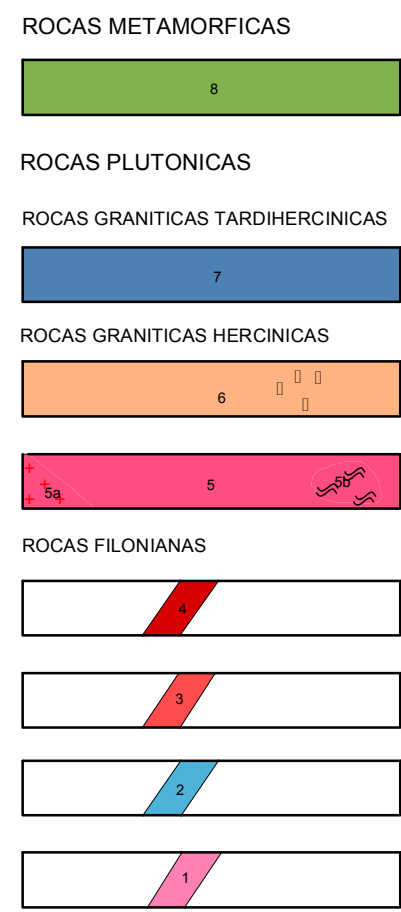 ROCAS METAMORFICAS
8
ROCAS PLUTONICAS
ROCAS GRANITICAS TARDIHERCINICAS
7
ROCAS GRANITICAS HERCINICAS
6
5a 5 5b
ROCAS FILONIANAS
4
3
2
1